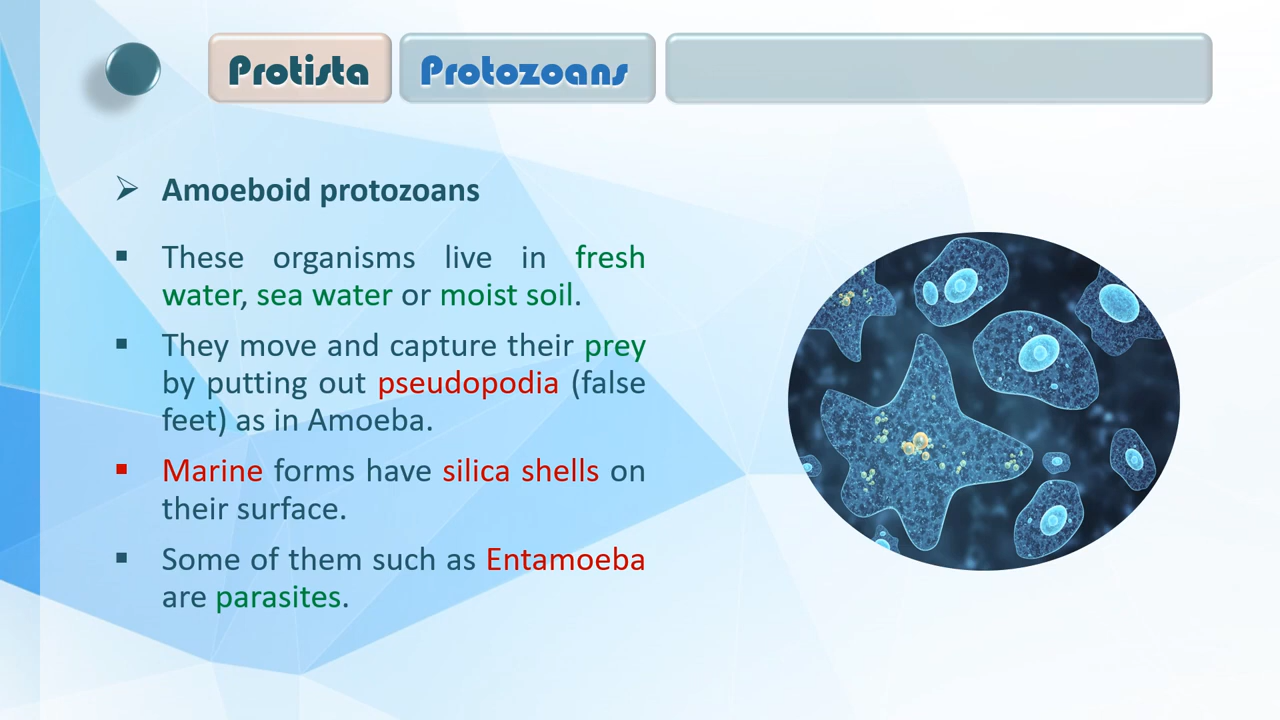 Protista Protozoans
Amoeboid protozoans
These organisms live in fresh
water, sea water or moist soil.
They move and capture their prey
by putting out pseudopodia (false
feet) as in Amoeba.
Marine forms have silica shells on
their surface.
Some of them such as Entamoeba
are parasites.